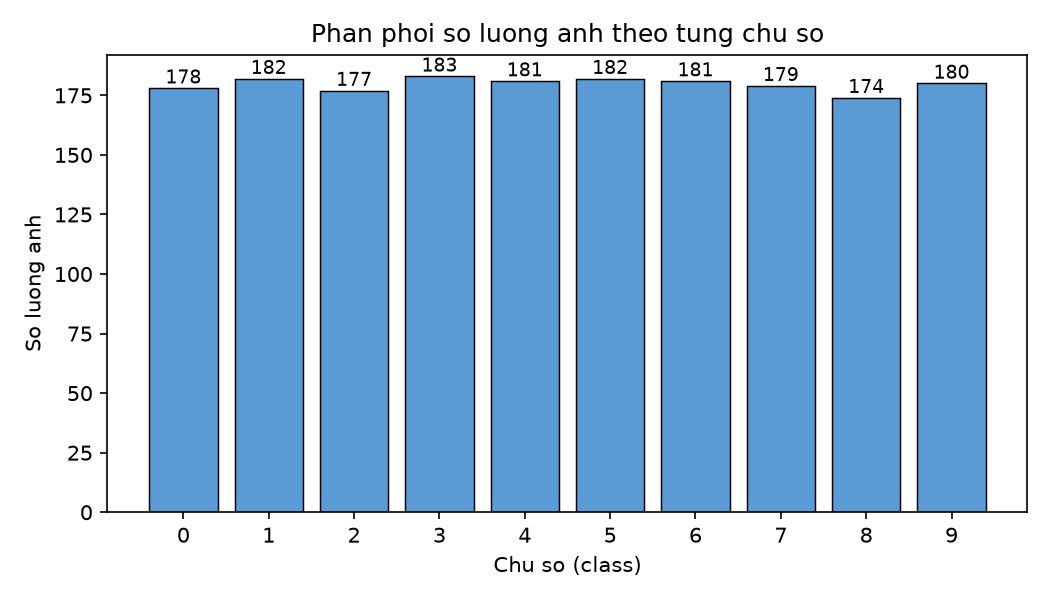 Phan phoi so luong anh theo tung chu so
178 182 177 183 181 182 181 179 174 180
175
150
125
100
75
50
25
0
So luong anh
0 1 2 3 4 5 6 7 8 9
Chu so (class)